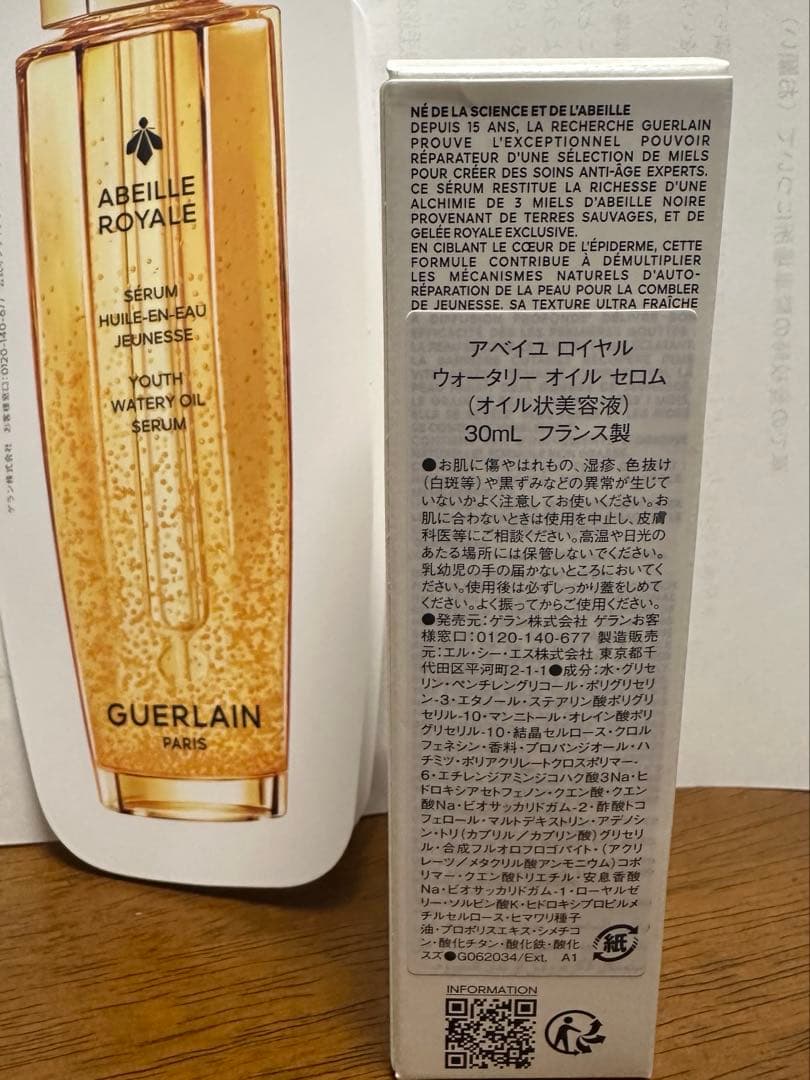 ABEILLE
ROYALE
SÉRUM
HUILE-EN-EAU
JEUNESSE
YOUTH
WATERY OIL
SERUM
GUERLAIN
PARIS
ゲラン株式会社 お客様窓口:0120-140-677
NÉ DE LA SCIENCE ET DE L'ABEILLE
DEPUIS 15 ANS, LA RECHERCHE GUERLAIN
PROUVE L'EXCEPTIONNEL POUVOIR
RÉPARATEUR D'UNE SÉLECTION DE MIELS
POUR CRÉER DES SOINS ANTI-ÂGE EXPERTS.
CE SÉRUM RESTITUE LA RICHESSE D'UNE
ALCHIMIE DE 3 MIELS D'ABEILLE NOIRE
PROVENANT DE TERRES SAUVAGES, ET DE
GELÉE ROYALE EXCLUSIVE.
EN CIBLANT LE CŒUR DE L'ÉPIDERME, CETTE
FORMULE CONTRIBUE À DÉMULTIPLIER
LES MÉCANISMES NATURELS D'AUTO-
RÉPARATION DE LA PEAU POUR LA COMBLER
DE JEUNESSE. SA TEXTURE ULTRA FRAÎCHE
アベイユ ロイヤル
ウォータリー オイル セロム
（オイル状美容液）
30mL フランス製
●お肌に傷やはれもの、湿疹、色抜け
（白斑等）や黒ずみなどの異常が生じて
いないかよく注意してお使いください。お
肌に合わないときは使用を中止し、皮膚
科医等にご相談ください。高温や日光の
あたる場所には保管しないでください。
乳幼児の手の届かないところにおいてく
ださい。使用後は必ずしっかり蓋をしめて
ください。よく振ってからご使用ください。
●発売元：ゲラン株式会社 ゲランお客
様窓口：0120-140-677 製造販売
元：エル・シー・エス株式会社 東京都千
代田区平河町2-1-1●成分：水・グリセ
リン・ペンチレングリコール・ポリグリセリ
ン-3・エタノール・ステアリン酸ポリグリ
セリル-10・マンニトール・オレイン酸ポリ
グリセリル-10・結晶セルロース・クロル
フェネシン・香料・プロパンジオール・ハ
チミツ・ポリアクリレートクロスポリマー-
6・エチレンジアミンジコハク酸3Na・ヒ
ドロキシアセトフェノン・クエン酸・クエン
酸Na・ビオサッカリドガム-2・酢酸トコ
フェロール・マルトデキストリン・アデノシ
ン・トリ（カプリル／カプリン酸）グリセリ
ル・合成フルオロフロゴパイト・（アクリ
レーツ／メタクリル酸アンモニウム）コポ
リマー・クエン酸トリエチル・安息香酸
Na・ビオサッカリドガム-1・ローヤルゼ
リー・ソルビン酸K・ヒドロキシプロピルメ
チルセルロース・ヒマワリ種子
油・プロポリスエキス・シメチコ
ン・酸化チタン・酸化鉄・酸化
スズ●G062034/Ext. A1
紙
INFORMATION